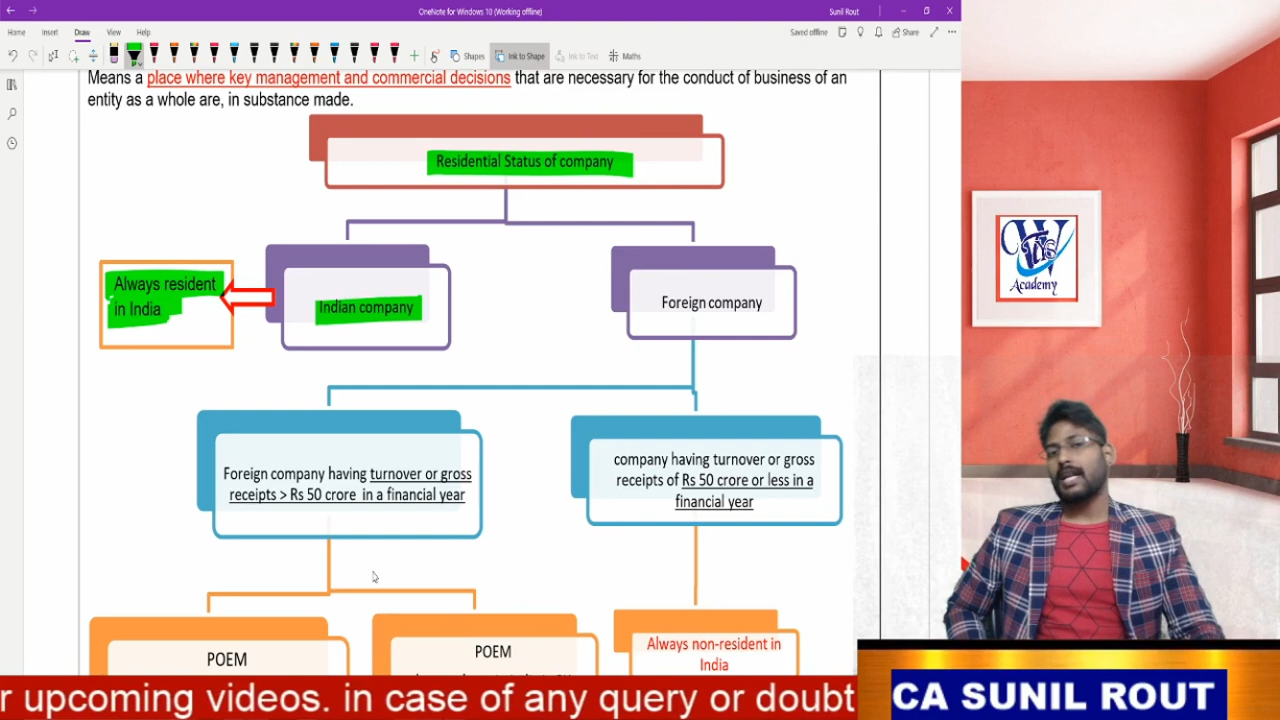 OneNote for Windows 10 (Working offline)
Sunil Rout
Home Insert Draw View Help
Saved offline
Share
Shapes
Ink to Shape
Ink to Text
Maths
Means a place where key management and commercial decisions that are necessary for the conduct of business of an
entity as a whole are, in substance made.
Residential Status of company
Always resident
in India
Indian company
Foreign company
Foreign company having turnover or gross
receipts > Rs 50 crore in a financial year
company having turnover or gross
receipts of Rs 50 crore or less in a
financial year
POEM
POEM
Always non-resident in
India
Academy
r upcoming videos. in case of any query or doubt
CA SUNIL ROUT